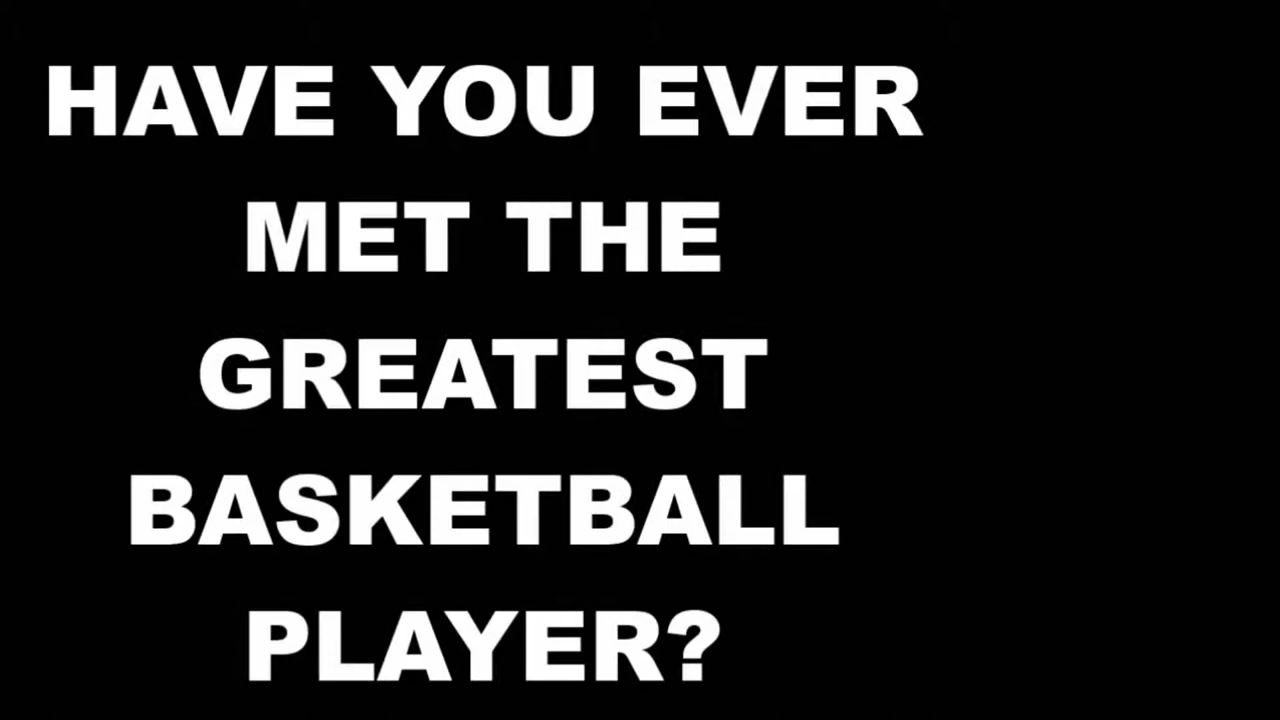 HAVE YOU EVER
MET THE
GREATEST
BASKETBALL
PLAYER?